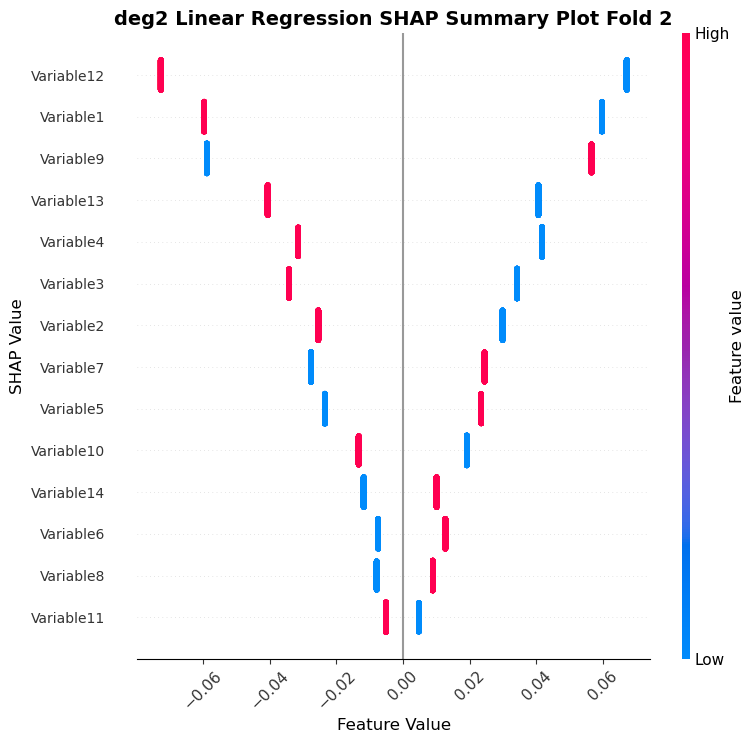 deg2 Linear Regression SHAP Summary Plot Fold 2
High
Variable12
Variable1
Variable9
Variable13
Variable4
Variable3
Variable2
Variable7
Variable5
Variable10
Variable14
Variable6
Variable8
Variable11
SHAP Value
Feature value
Low
−0.06
−0.04
−0.02
0.00
0.02
0.04
0.06
Feature Value